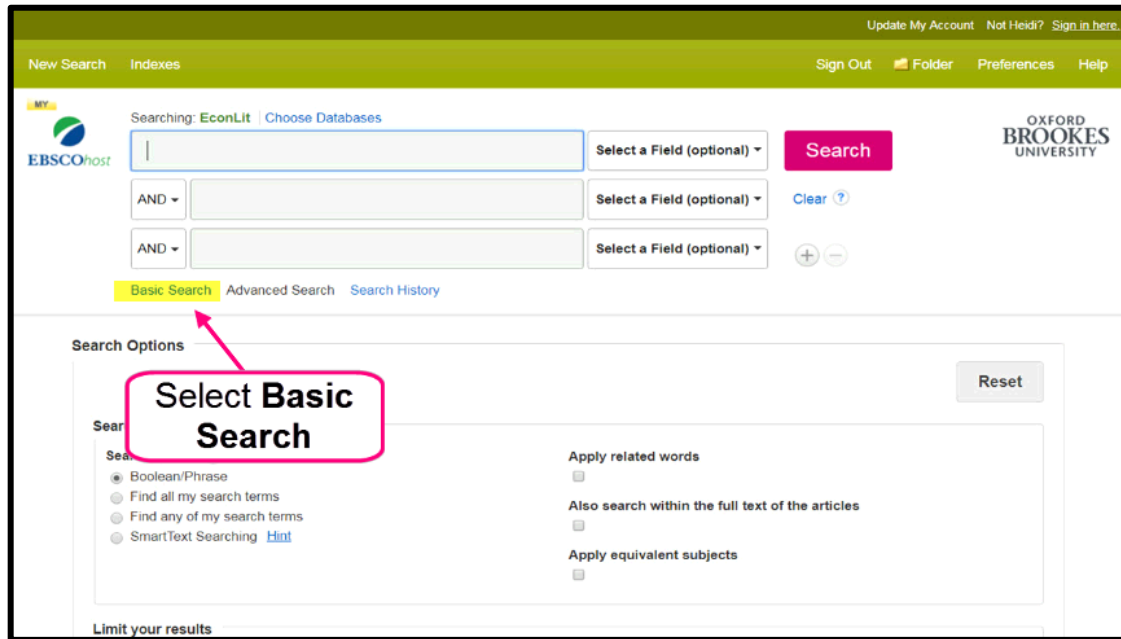 Update My Account Not Heidi? Sign in here.
New Search Indexes Sign Out Folder Preferences Help
MY
EBSCOhost
Searching: EconLit Choose Databases
Select a Field (optional)
Search
OXFORD
BROOKES
UNIVERSITY
AND
Select a Field (optional)
Clear ?
AND
Select a Field (optional)
Basic Search Advanced Search Search History
Search Options
Reset
Select Basic
Search
Sear
Sea
Boolean/Phrase
Find all my search terms
Find any of my search terms
SmartText Searching Hint
Apply related words
Also search within the full text of the articles
Apply equivalent subjects
Limit your results